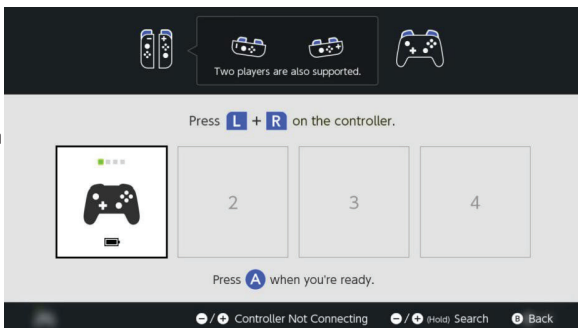 Two players are also supported.
Press L + R on the controller.
2
3
4
Press A when you're ready.
-/+ Controller Not Connecting -/+ (Hold) Search B Back